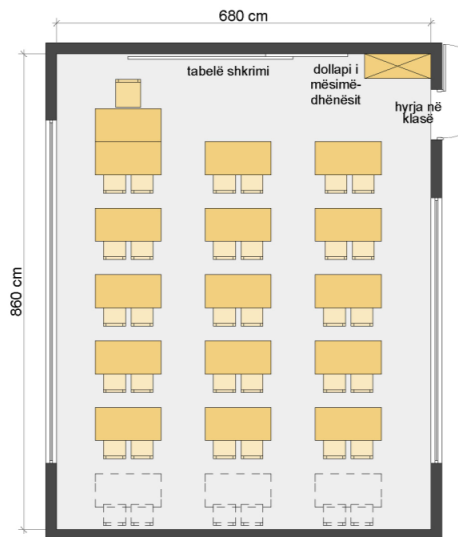 680 cm
tabelë shkrimi
dollapi i
mësimë-
dhënësit
hyrja në
klasë
860 cm